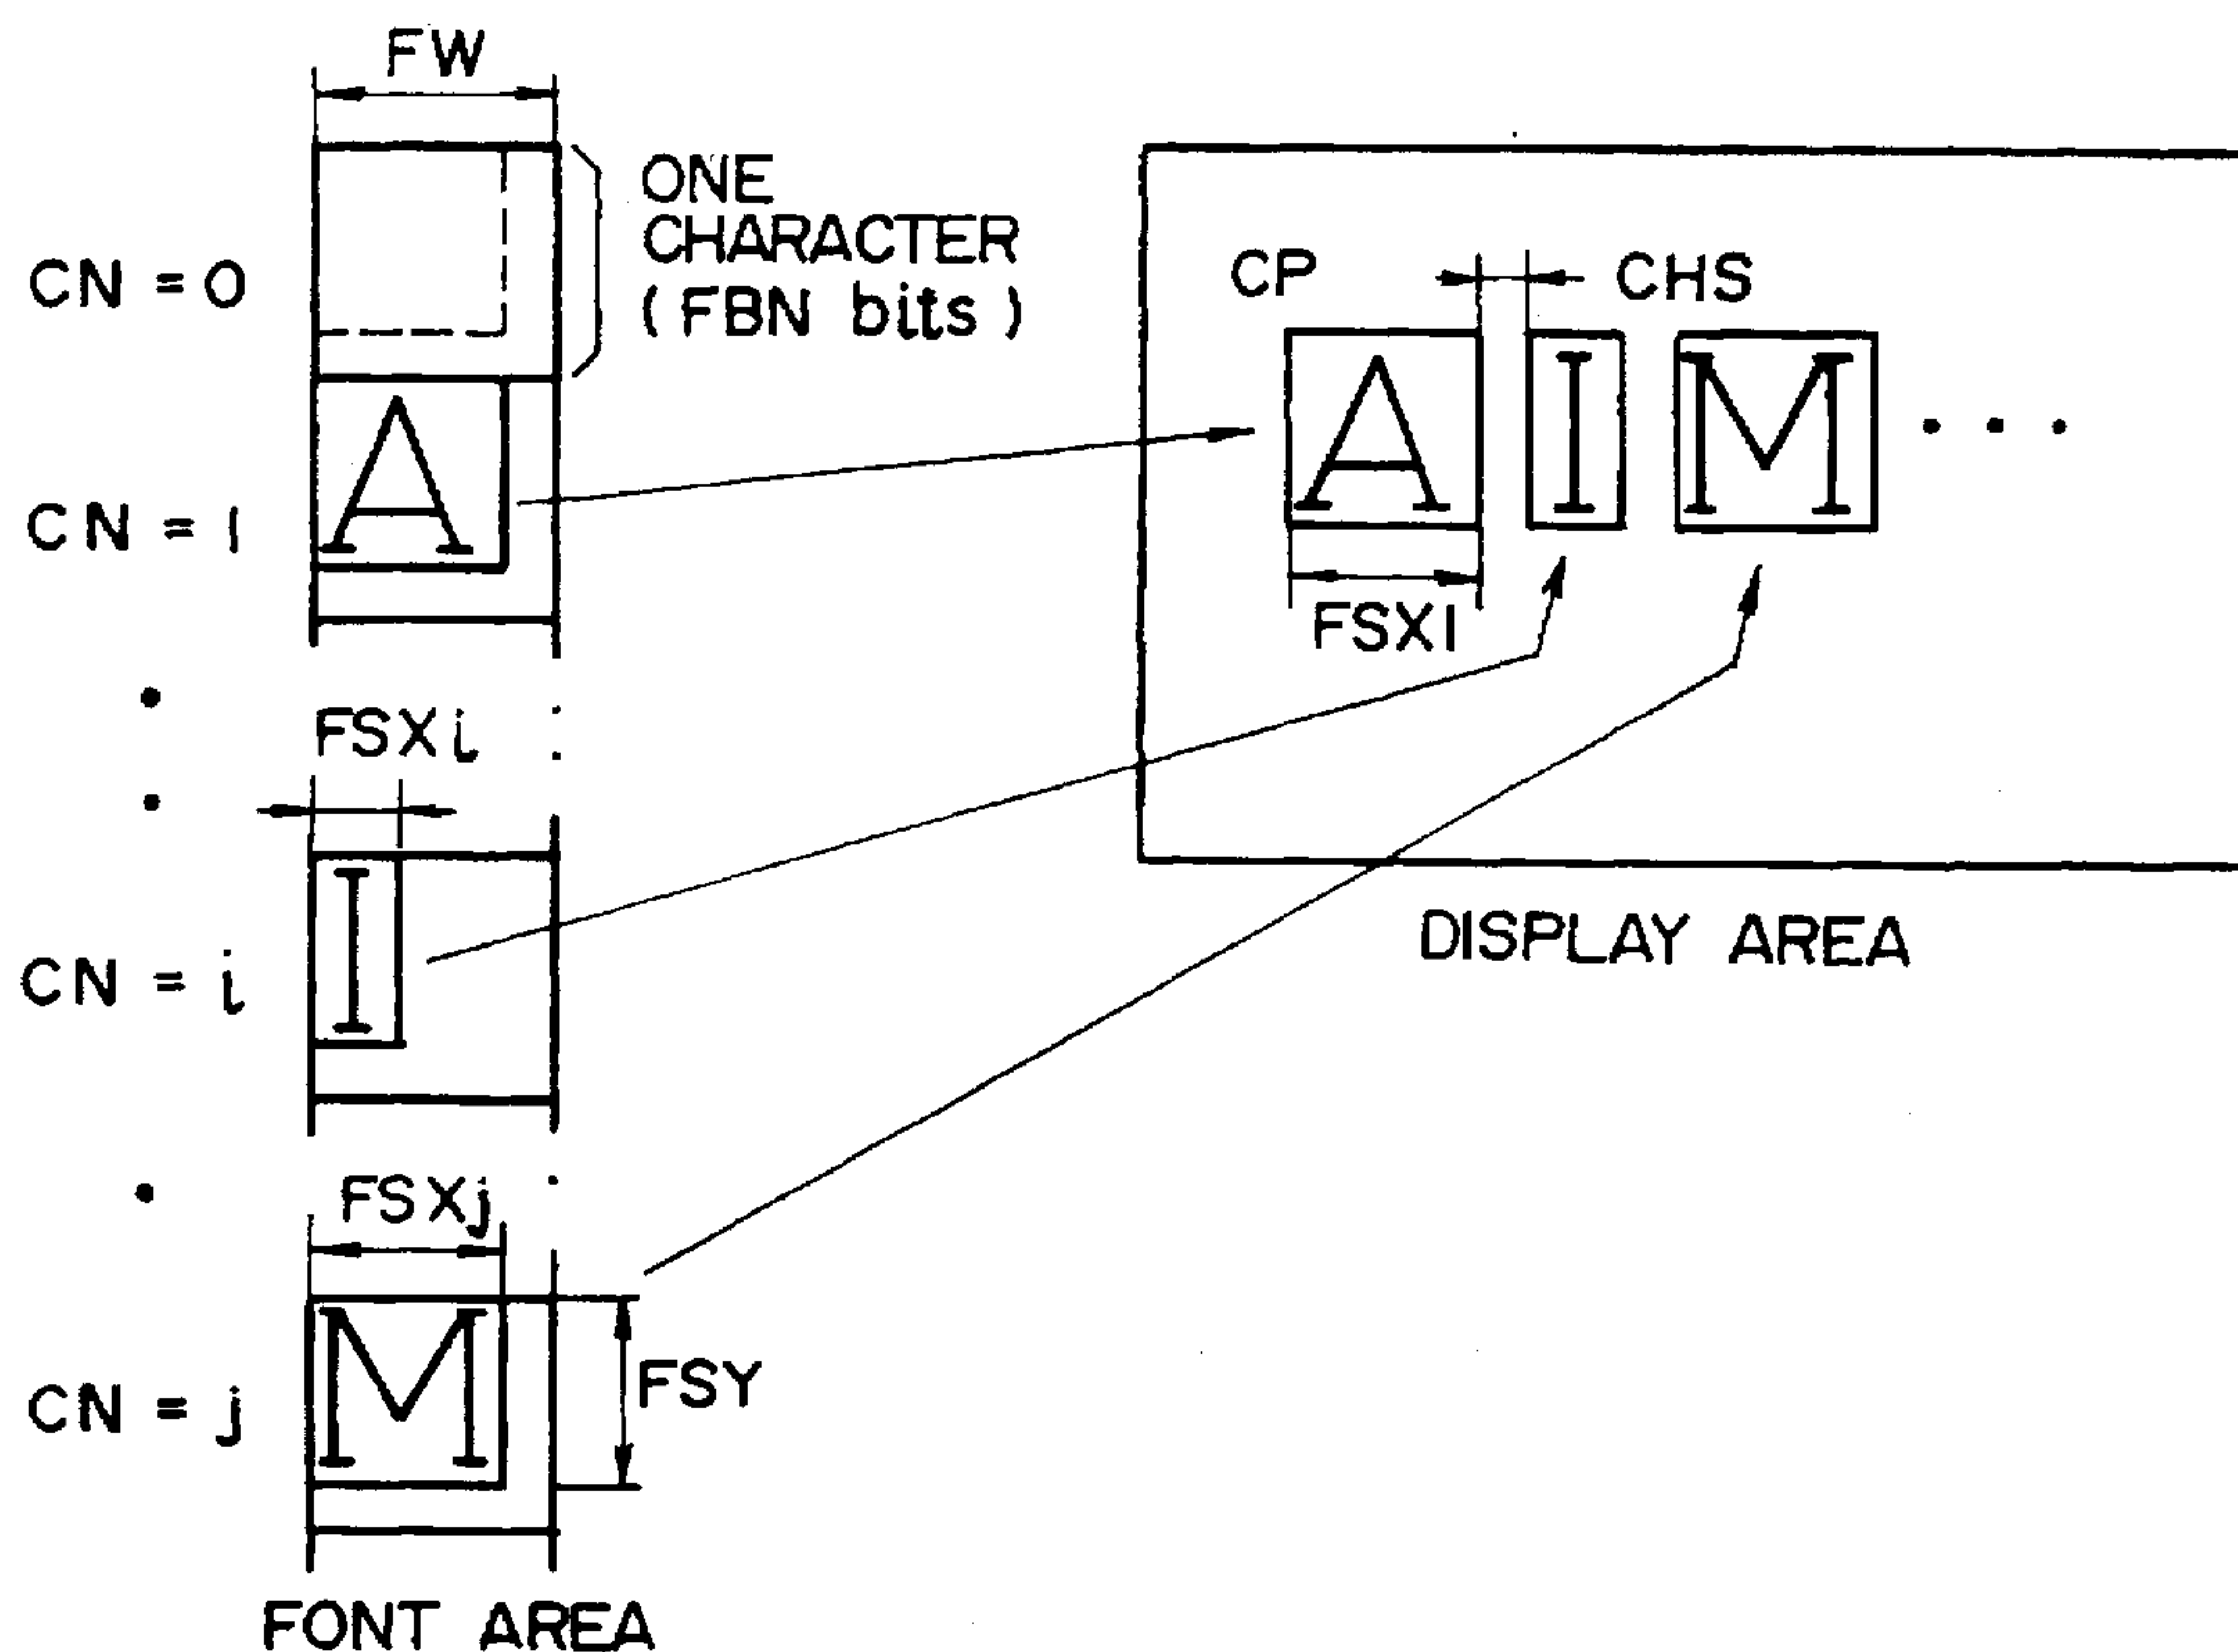 FW
ONE
CHARACTER
(FBN bits)
CN = 0
A
CN = 1
FSXi
I
CN = i
FSXj
M
FSY
CN = j
FONT AREA
CP
CHS
A I M . . .
FSX1
DISPLAY AREA